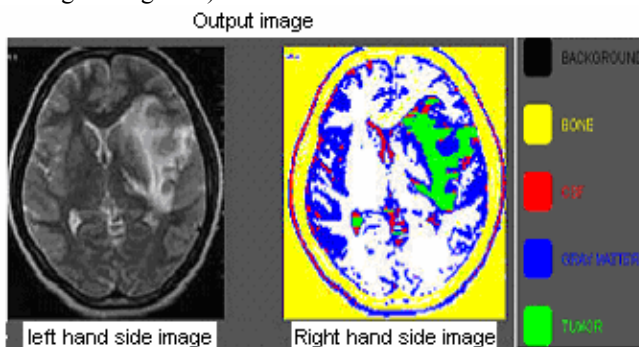 Output image
BACKGROUND
BONE
CSF
GRAY MATTER
TUMOR
left hand side image
Right hand side image